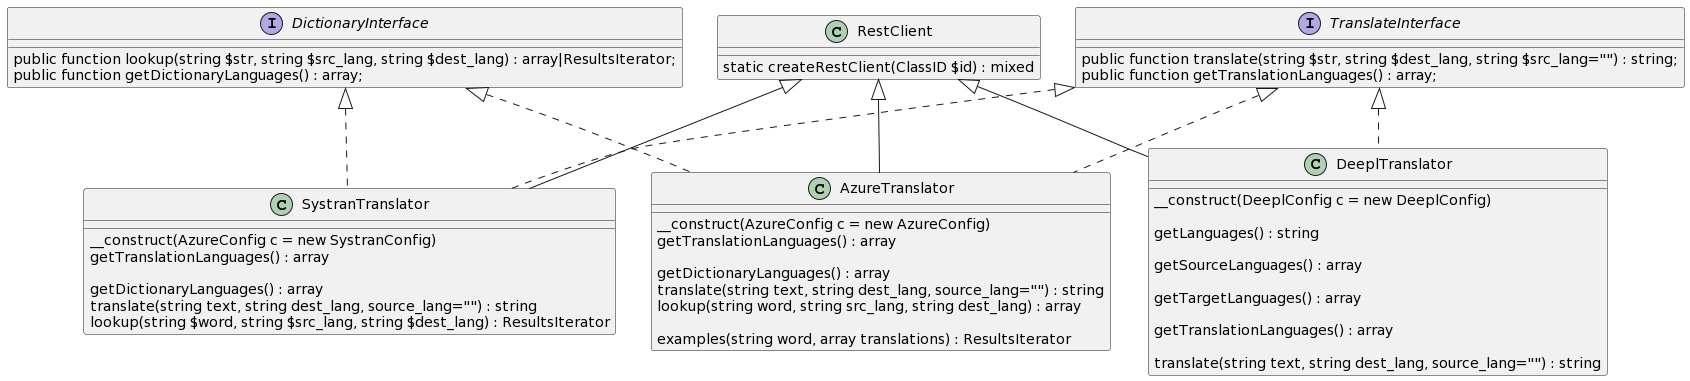 I DictionaryInterface
public function lookup(string $str, string $src_lang, string $dest_lang) : array|ResultsIterator;
public function getDictionaryLanguages() : array;
C RestClient
static createRestClient(ClassID $id) : mixed
I TranslateInterface
public function translate(string $str, string $dest_lang, string $src_lang="") : string;
public function getTranslationLanguages() : array;
C SystranTranslator
__construct(AzureConfig c = new SystranConfig)
getTranslationLanguages() : array
getDictionaryLanguages() : array
translate(string text, string dest_lang, source_lang="") : string
lookup(string $word, string $src_lang, string $dest_lang) : ResultsIterator
C AzureTranslator
__construct(AzureConfig c = new AzureConfig)
getTranslationLanguages() : array
getDictionaryLanguages() : array
translate(string text, string dest_lang, source_lang="") : string
lookup(string word, string src_lang, string dest_lang) : array
examples(string word, array translations) : ResultsIterator
C DeeplTranslator
__construct(DeeplConfig c = new DeeplConfig)
getLanguages() : string
getSourceLanguages() : array
getTargetLanguages() : array
getTranslationLanguages() : array
translate(string text, string dest_lang, source_lang="") : string